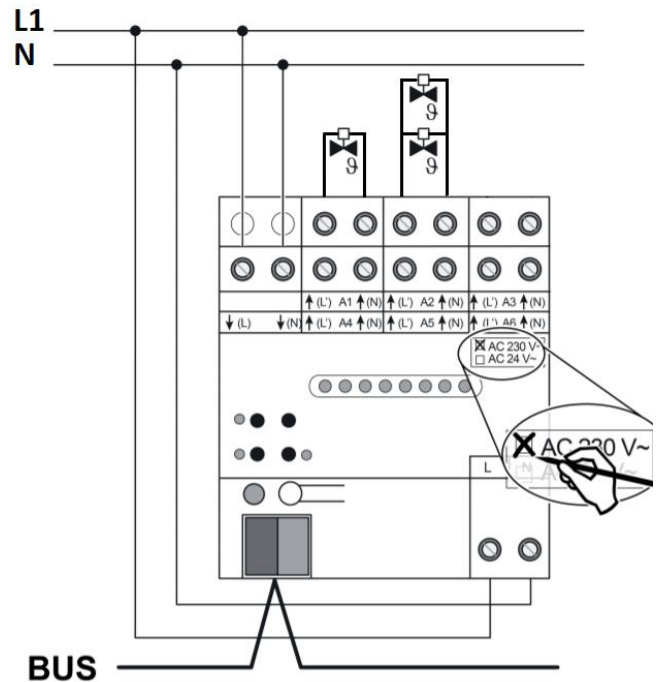 L1
N
ϑ
ϑ
ϑ
↑(L') A1 ↑(N) ↑(L') A2 ↑(N) ↑(L') A3 ↑(N)
↓(L) ↓(N) ↑(L') A4 ↑(N) ↑(L') A5 ↑(N) ↑(L') A6 ↑(N)
☒ AC 230 V~
☐ AC 24 V~
AC 230 V~
L N
BUS